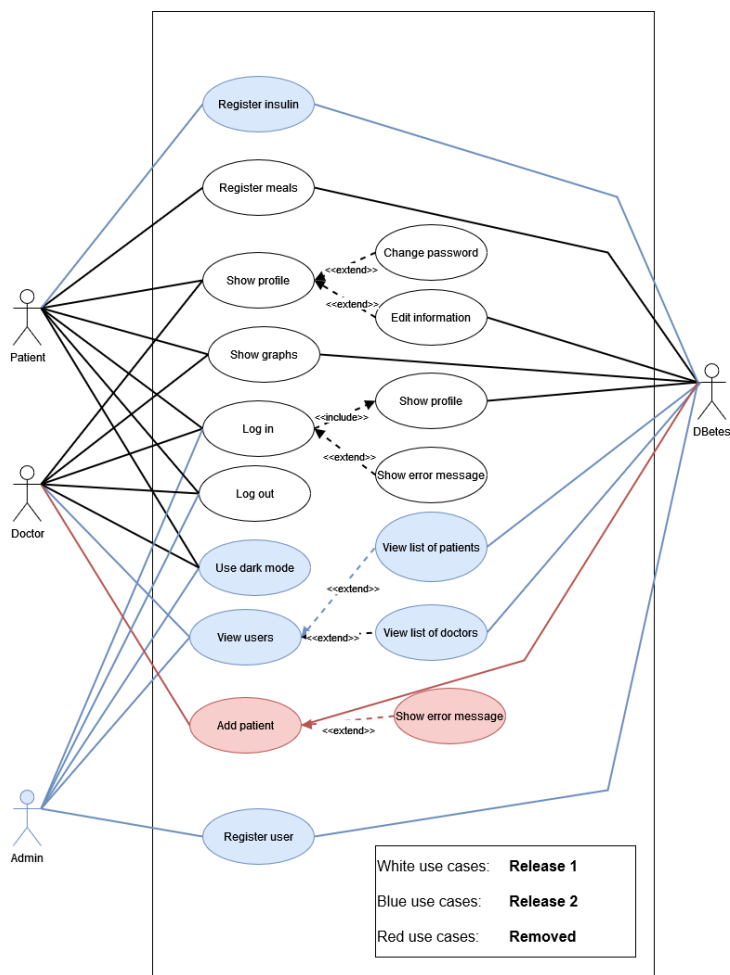 Register insulin
Register meals
Change password
<<extend>>
Show profile
<<extend>>
Edit information
Patient
Show graphs
Show profile
<<include>>
Log in
DBetes
<<extend>>
Show error message
Log out
Doctor
View list of patients
Use dark mode
<<extend>>
View users
<<extend>>
View list of doctors
Show error message
Add patient
<<extend>>
Register user
Admin
White use cases: Release 1
Blue use cases: Release 2
Red use cases: Removed